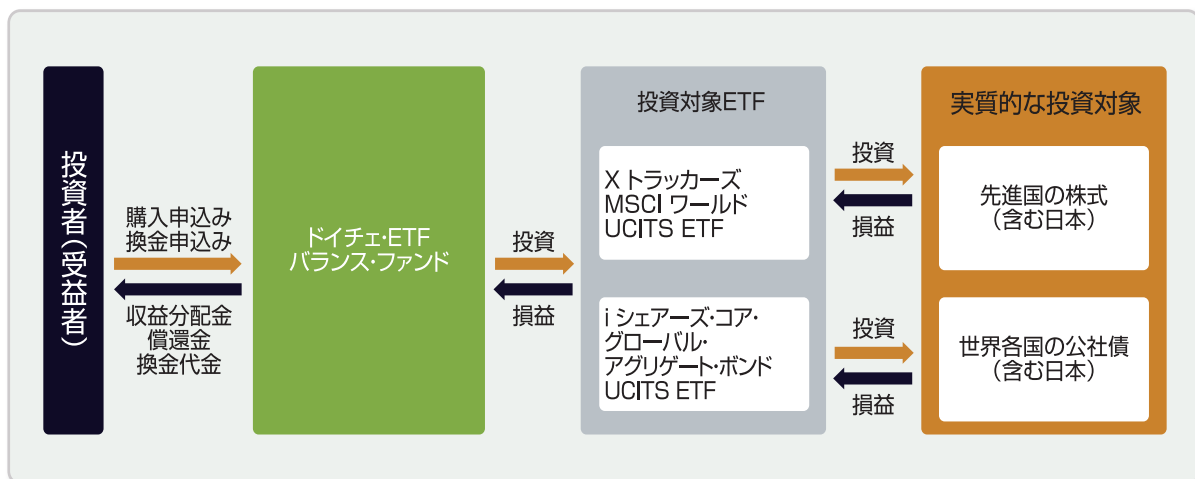 投資者(受益者)
購入申込み
換金申込み
収益分配金
償還金
換金代金
ドイチェ・ETF
バランス・ファンド
投資
損益
投資対象ETF
X トラッカーズ
MSCI ワールド
UCITS ETF
i シェアーズ・コア・
グローバル・
アグリゲート・ボンド
UCITS ETF
投資
損益
投資
損益
実質的な投資対象
先進国の株式
(含む日本)
世界各国の公社債
(含む日本)